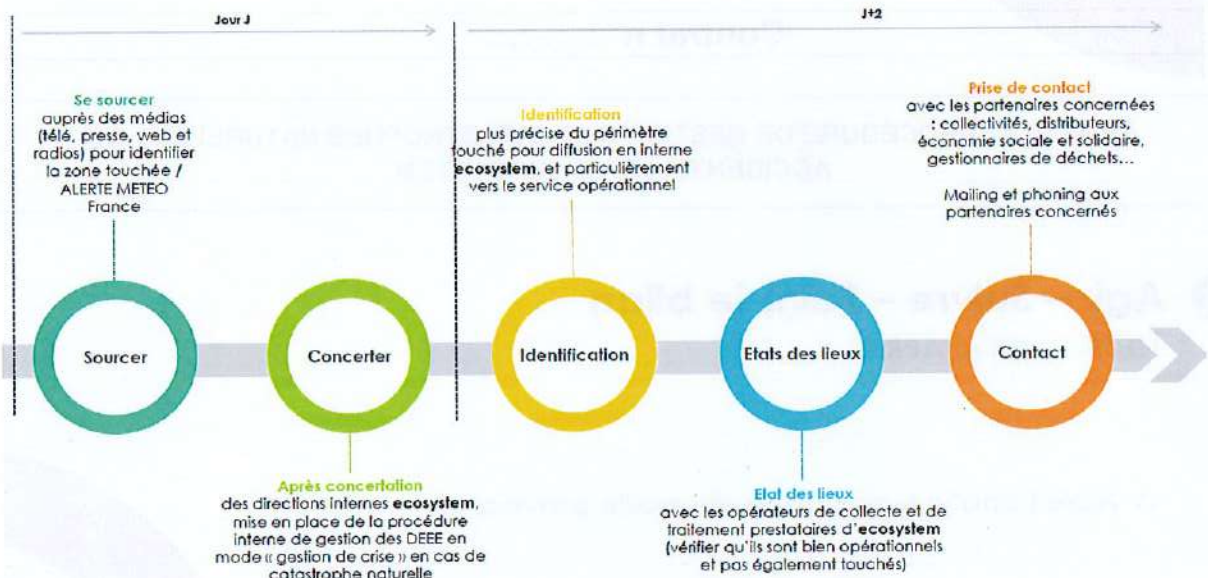 Jour J
J+2
Se sourcer
auprès des médias
(télé, presse, web et
radios) pour identifier
la zone touchée /
ALERTE METEO
France
Identification
plus précise du périmètre
touché pour diffusion en interne
ecosystem, et particulièrement
vers le service opérationnel
Prise de contact
avec les partenaires concernées
: collectivités, distributeurs,
économie sociale et solidaire,
gestionnaires de déchets...
Mailing et phoning aux
partenaires concernés
Sourcer
Concerter
Identification
Etats des lieux
Contact
Après concertation
des directions internes ecosystem,
mise en place de la procédure
interne de gestion des DEEE en
mode « gestion de crise » en cas de
catastrophe naturelle
Etat des lieux
avec les opérateurs de collecte et de
traitement prestataires d'ecosystem
(vérifier qu'ils sont bien opérationnels
et pas également touchés)